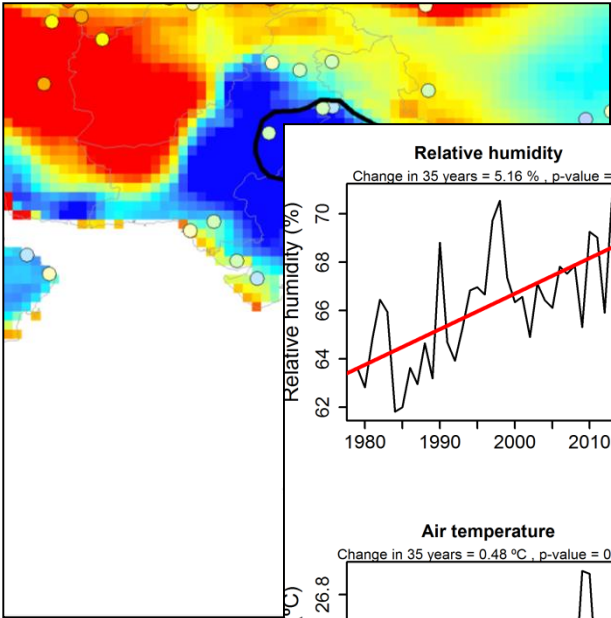 Relative humidity
Change in 35 years = 5.16 % , p-value =
Relative humidity (%)
70
68
66
64
62
1980
1990
2000
2010
Air temperature
Change in 35 years = 0.48 ºC , p-value = 0
26.8
ºC)